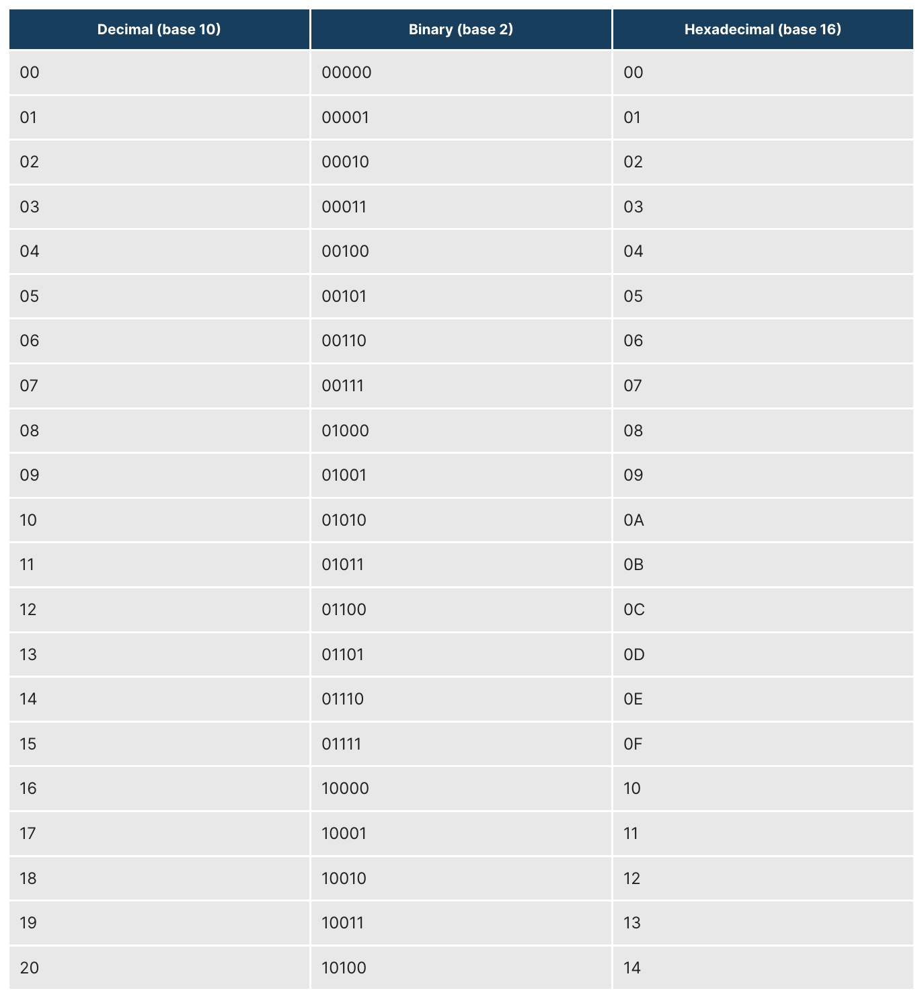 Decimal (base 10) Binary (base 2) Hexadecimal (base 16)
00 00000 00
01 00001 01
02 00010 02
03 00011 03
04 00100 04
05 00101 05
06 00110 06
07 00111 07
08 01000 08
09 01001 09
10 01010 0A
11 01011 0B
12 01100 0C
13 01101 0D
14 01110 0E
15 01111 0F
16 10000 10
17 10001 11
18 10010 12
19 10011 13
20 10100 14